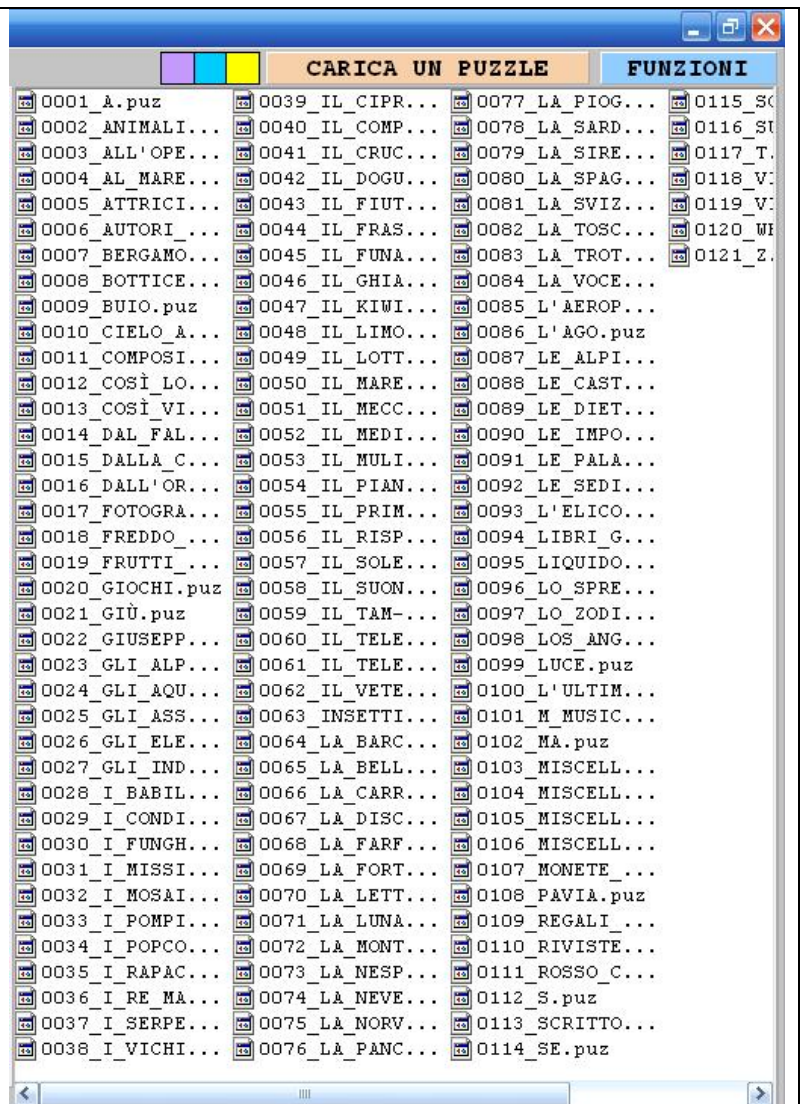 CARICA UN PUZZLE FUNZIONI
0001_A.puz
0002_ANIMALI...
0003_ALL'OPE...
0004_AL_MARE...
0005_ATTRICI...
0006_AUTORI_...
0007_BERGAMO...
0008_BOTTICE...
0009_BUIO.puz
0010_CIELO_A...
0011_COMPOSI...
0012_COSÌ_LO...
0013_COSÌ_VI...
0014_DAL_FAL...
0015_DALLA_C...
0016_DALL'OR...
0017_FOTOGRA...
0018_FREDDO_...
0019_FRUTTI_...
0020_GIOCHI.puz
0021_GIÙ.puz
0022_GIUSEPP...
0023_GLI_ALP...
0024_GLI_AQU...
0025_GLI_ASS...
0026_GLI_ELE...
0027_GLI_IND...
0028_I_BABIL...
0029_I_CONDI...
0030_I_FUNGH...
0031_I_MISSI...
0032_I_MOSAI...
0033_I_POMPI...
0034_I_POPCO...
0035_I_RAPAC...
0036_I_RE_MA...
0037_I_SERPE...
0038_I_VICHI...
0039_IL_CIPR...
0040_IL_COMP...
0041_IL_CRUC...
0042_IL_DOGU...
0043_IL_FIUT...
0044_IL_FRAS...
0045_IL_FUNA...
0046_IL_GHIA...
0047_IL_KIWI...
0048_IL_LIMO...
0049_IL_LOTT...
0050_IL_MARE...
0051_IL_MECC...
0052_IL_MEDI...
0053_IL_MULI...
0054_IL_PIAN...
0055_IL_PRIM...
0056_IL_RISP...
0057_IL_SOLE...
0058_IL_SUON...
0059_IL_TAM-...
0060_IL_TELE...
0061_IL_TELE...
0062_IL_VETE...
0063_INSETTI...
0064_LA_BARC...
0065_LA_BELL...
0066_LA_CARR...
0067_LA_DISC...
0068_LA_FARF...
0069_LA_FORT...
0070_LA_LETT...
0071_LA_LUNA...
0072_LA_MONT...
0073_LA_NESP...
0074_LA_NEVE...
0075_LA_NORV...
0076_LA_PANC...
0077_LA_PIOG...
0078_LA_SARD...
0079_LA_SIRE...
0080_LA_SPAG...
0081_LA_SVIZ...
0082_LA_TOSC...
0083_LA_TROT...
0084_LA_VOCE...
0085_L'AEROP...
0086_L'AGO.puz
0087_LE_ALPI...
0088_LE_CAST...
0089_LE_DIET...
0090_LE_IMPO...
0091_LE_PALA...
0092_LE_SEDI...
0093_L'ELICO...
0094_LIBRI_G...
0095_LIQUIDO...
0096_LO_SPRE...
0097_LO_ZODI...
0098_LOS_ANG...
0099_LUCE.puz
0100_L'ULTIM...
0101_M_MUSIC...
0102_MA.puz
0103_MISCELL...
0104_MISCELL...
0105_MISCELL...
0106_MISCELL...
0107_MONETE_...
0108_PAVIA.puz
0109_REGALI_...
0110_RIVISTE...
0111_ROSSO_C...
0112_S.puz
0113_SCRITTO...
0114_SE.puz
0115_S
0116_S
0117_T.
0118_V
0119_V
0120_W
0121_Z.